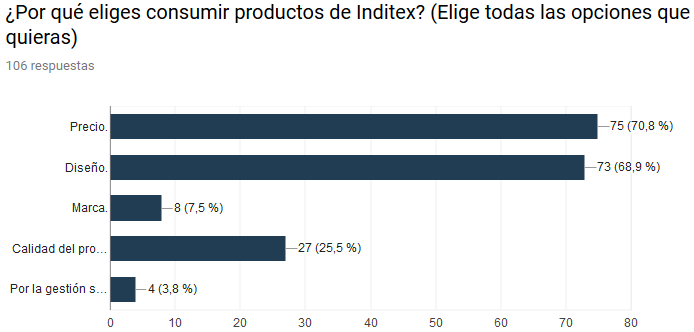 ¿Por qué eliges consumir productos de Inditex? (Elige todas las opciones que
quieras)
106 respuestas
Precio.
75 (70,8 %)
Diseño.
73 (68,9 %)
Marca.
8 (7,5 %)
Calidad del pro…
27 (25,5 %)
Por la gestión s…
4 (3,8 %)
0 10 20 30 40 50 60 70 80